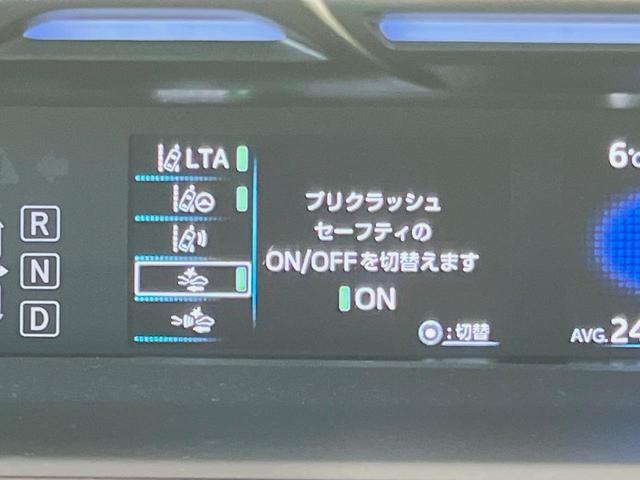 LTA
プリクラッシュ
セーフティの
ON/OFFを切替えます
ON
:切替
R
N
D
6°C
AVG.24